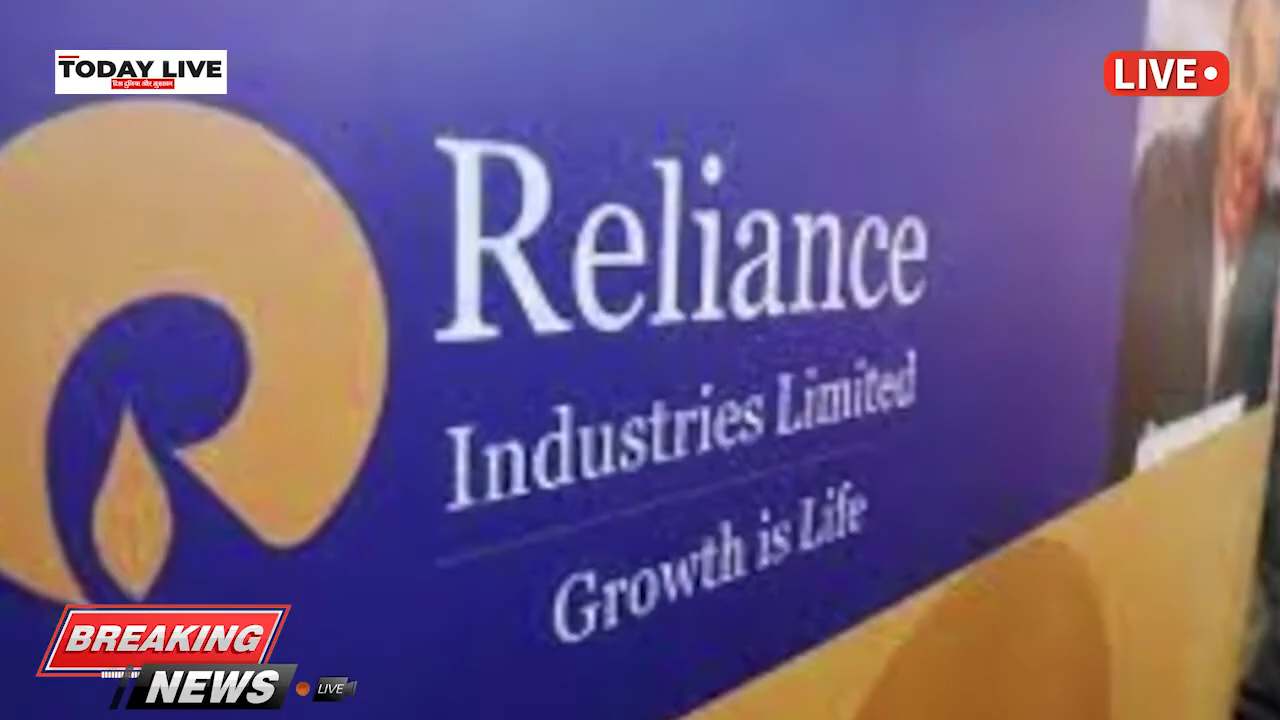 TODAY LIVE
LIVE
Reliance
Industries Limited
Growth is Life
BREAKING
NEWS
LIVE